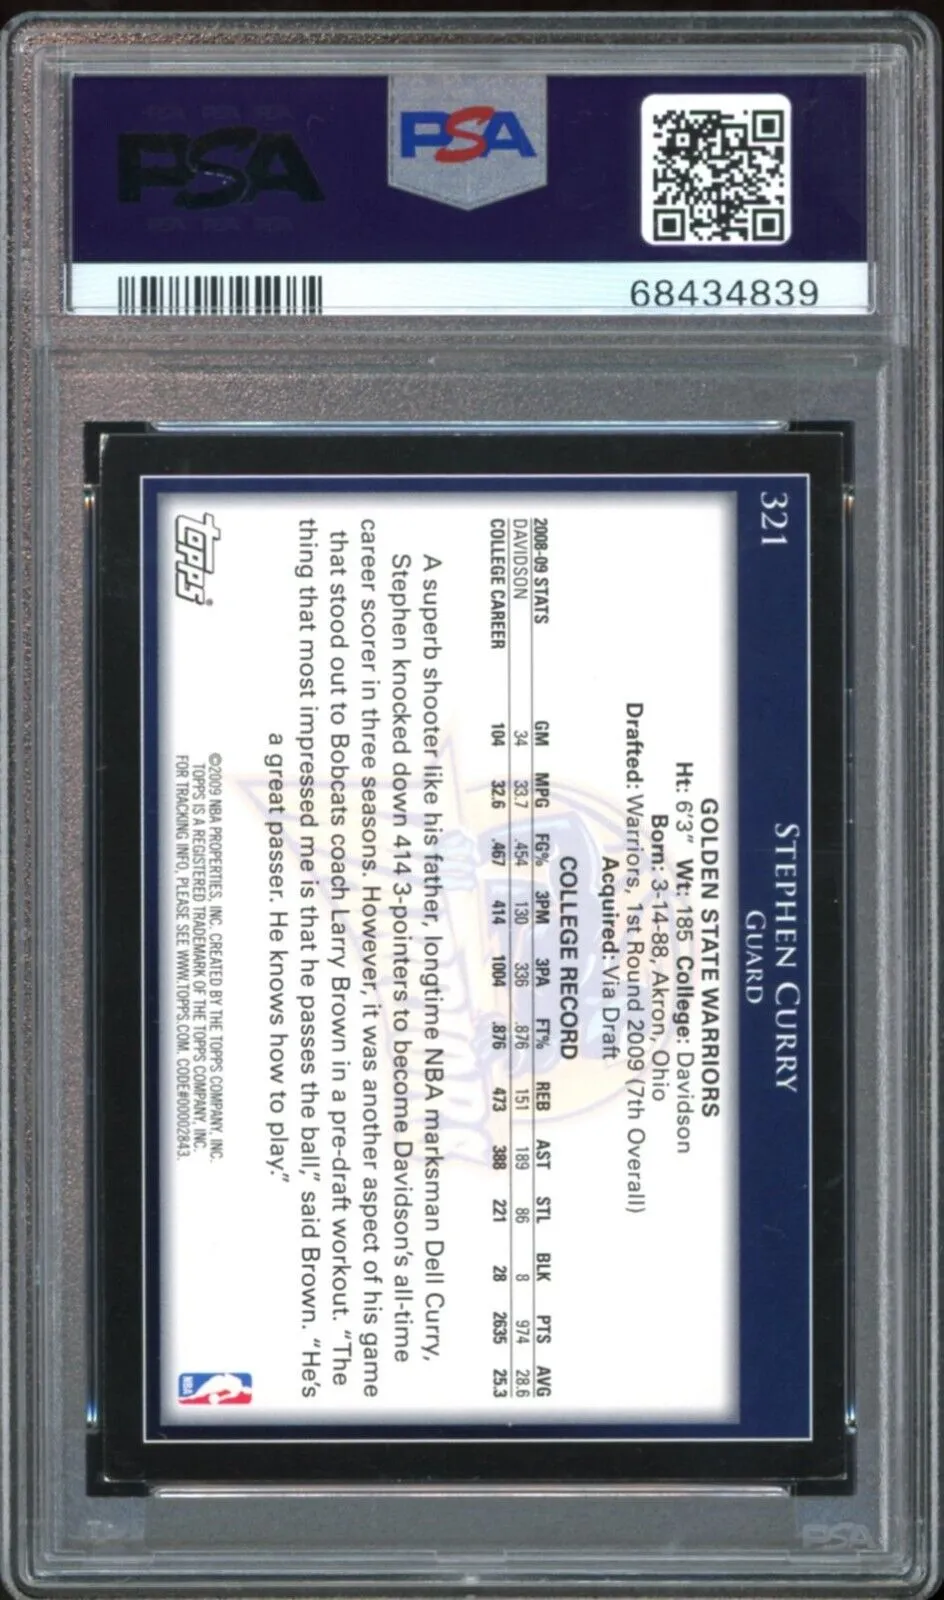 PSA
PSA
68434839
321
STEPHEN CURRY
GUARD
GOLDEN STATE WARRIORS
Ht: 6'3" Wt: 185 College: Davidson
Born: 3-14-88, Akron, Ohio
Drafted: Warriors, 1st Round 2009 (7th Overall)
Acquired: Via Draft
COLLEGE RECORD
2008-09 STATS GM MPG FG% 3PM 3PA FT% REB AST STL BLK PTS AVG
DAVIDSON 34 33.7 .454 130 336 .876 151 189 86 8 974 28.6
COLLEGE CAREER 104 32.6 .467 414 1004 .876 473 388 221 28 2635 25.3
A superb shooter like his father, longtime NBA marksman Dell Curry,
Stephen knocked down 414 3-pointers to become Davidson's all-time
career scorer in three seasons. However, it was another aspect of his game
that stood out to Bobcats coach Larry Brown in a pre-draft workout. "The
thing that most impressed me is that he passes the ball," said Brown. "He's
a great passer. He knows how to play."
topps®
©2009 NBA PROPERTIES, INC. CREATED BY THE TOPPS COMPANY, INC.
TOPPS IS A REGISTERED TRADEMARK OF THE TOPPS COMPANY, INC.
FOR TRACKING INFO, PLEASE SEE WWW.TOPPS.COM. CODE#00002843.
NBA
PSA